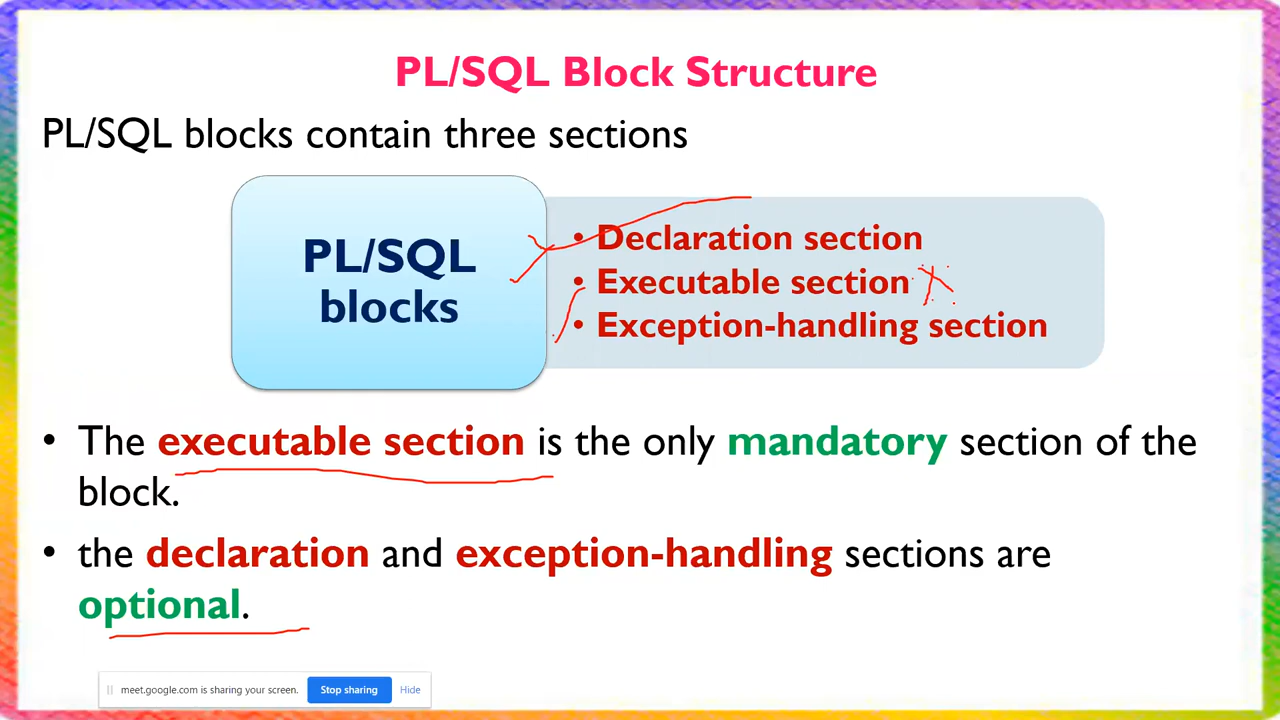 PL/SQL Block Structure
PL/SQL blocks contain three sections
PL/SQL
blocks
• Declaration section
• Executable section
• Exception-handling section
• The executable section is the only mandatory section of the
block.
• the declaration and exception-handling sections are
optional.
meet.google.com is sharing your screen. Stop sharing Hide